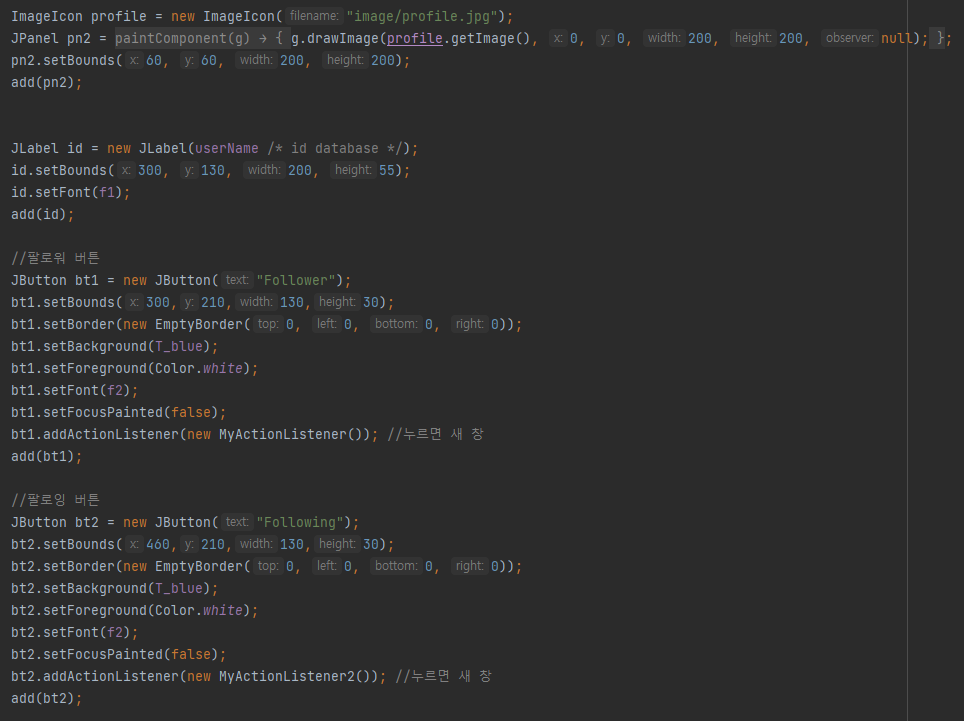 ImageIcon profile = new ImageIcon( filename: "image/profile.jpg");
JPanel pn2 = paintComponent(g) → { g.drawImage(profile.getImage(), x: 0, y: 0, width: 200, height: 200, observer: null); };
pn2.setBounds( x: 60, y: 60, width: 200, height: 200);
add(pn2);
JLabel id = new JLabel(userName /* id database */);
id.setBounds( x: 300, y: 130, width: 200, height: 55);
id.setFont(f1);
add(id);
//팔로워 버튼
JButton bt1 = new JButton( text: "Follower");
bt1.setBounds( x: 300, y: 210, width: 130, height: 30);
bt1.setBorder(new EmptyBorder( top: 0, left: 0, bottom: 0, right: 0));
bt1.setBackground(T_blue);
bt1.setForeground(Color.white);
bt1.setFont(f2);
bt1.setFocusPainted(false);
bt1.addActionListener(new MyActionListener()); //누르면 새 창
add(bt1);
//팔로잉 버튼
JButton bt2 = new JButton( text: "Following");
bt2.setBounds( x: 460, y: 210, width: 130, height: 30);
bt2.setBorder(new EmptyBorder( top: 0, left: 0, bottom: 0, right: 0));
bt2.setBackground(T_blue);
bt2.setForeground(Color.white);
bt2.setFont(f2);
bt2.setFocusPainted(false);
bt2.addActionListener(new MyActionListener2()); //누르면 새 창
add(bt2);